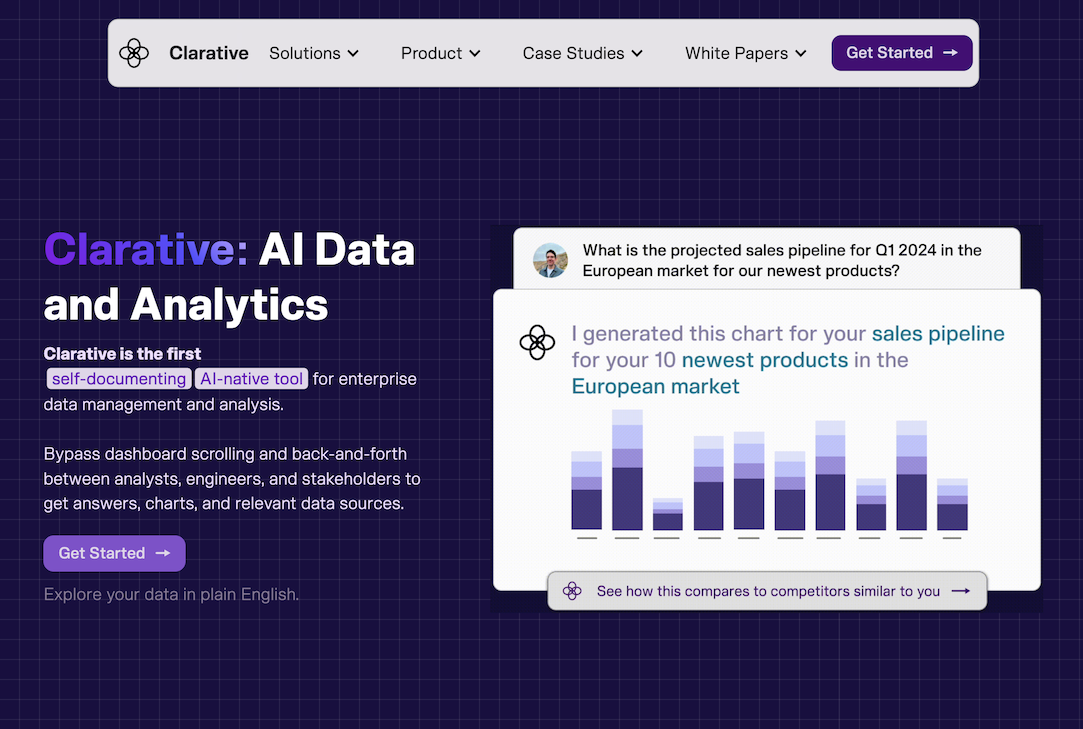 Clarative
Solutions
Product
Case Studies
White Papers
Get Started →
Clarative: AI Data
and Analytics
Clarative is the first
self-documenting AI-native tool for enterprise
data management and analysis.
Bypass dashboard scrolling and back-and-forth
between analysts, engineers, and stakeholders to
get answers, charts, and relevant data sources.
Get Started →
Explore your data in plain English.
What is the projected sales pipeline for Q1 2024 in the
European market for our newest products?
I generated this chart for your sales pipeline
for your 10 newest products in the
European market
See how this compares to competitors similar to you →